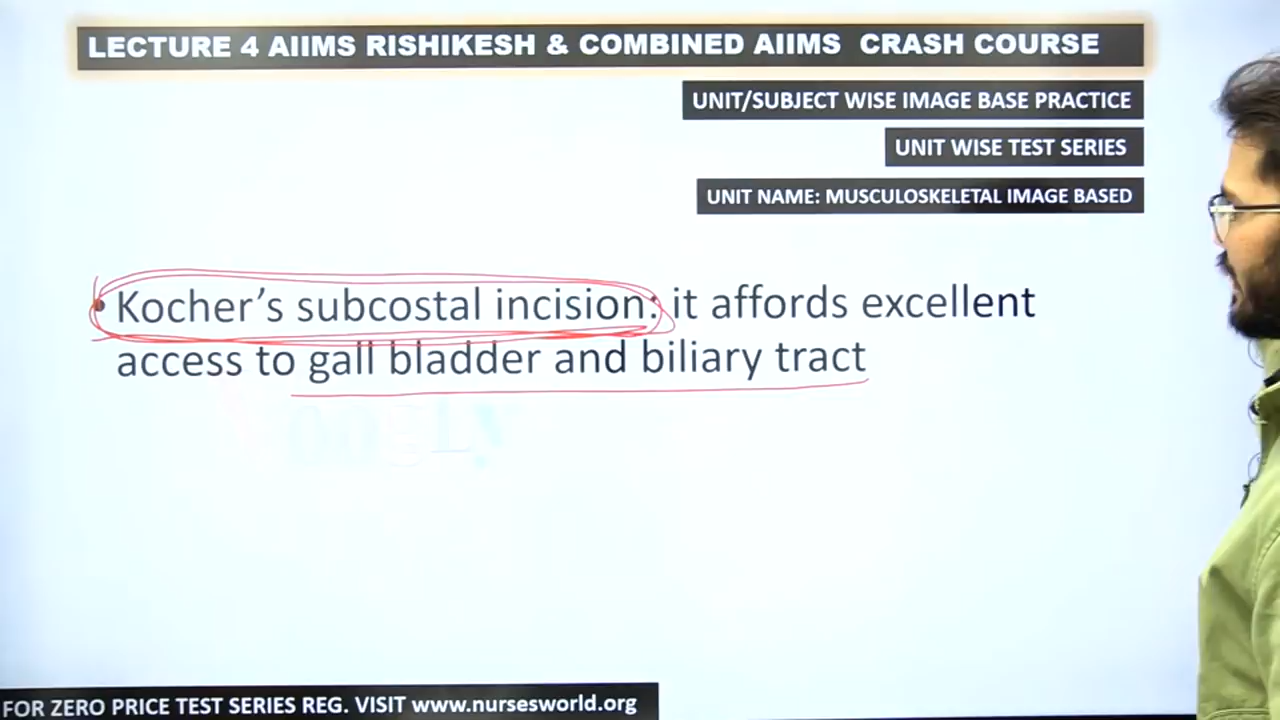 LECTURE 4 AIIMS RISHIKESH & COMBINED AIIMS CRASH COURSE
UNIT/SUBJECT WISE IMAGE BASE PRACTICE
UNIT WISE TEST SERIES
UNIT NAME: MUSCULOSKELETAL IMAGE BASED
• Kocher's subcostal incision: it affords excellent
access to gall bladder and biliary tract
FOR ZERO PRICE TEST SERIES REG. VISIT www.nursesworld.org